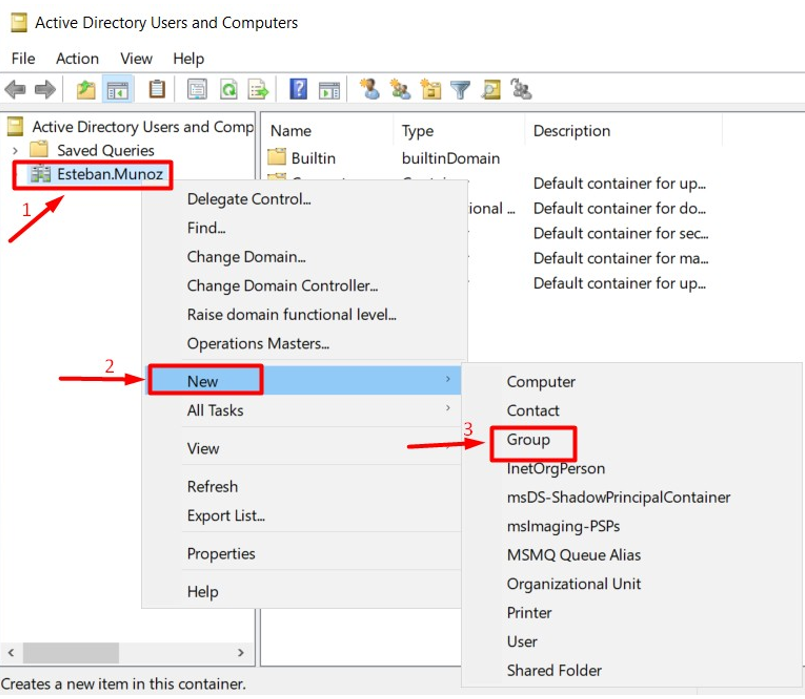 Active Directory Users and Computers
File Action View Help
Active Directory Users and Comp
Saved Queries
Esteban.Munoz
1
Name Type Description
Builtin builtinDomain
Default container for up...
ional ... Default container for do...
Default container for sec...
Default container for ma...
Default container for up...
Delegate Control...
Find...
Change Domain...
Change Domain Controller...
Raise domain functional level...
Operations Masters...
2
New
All Tasks
View
Refresh
Export List...
Properties
Help
3
Computer
Contact
Group
InetOrgPerson
msDS-ShadowPrincipalContainer
msImaging-PSPs
MSMQ Queue Alias
Organizational Unit
Printer
User
Shared Folder
Creates a new item in this container.